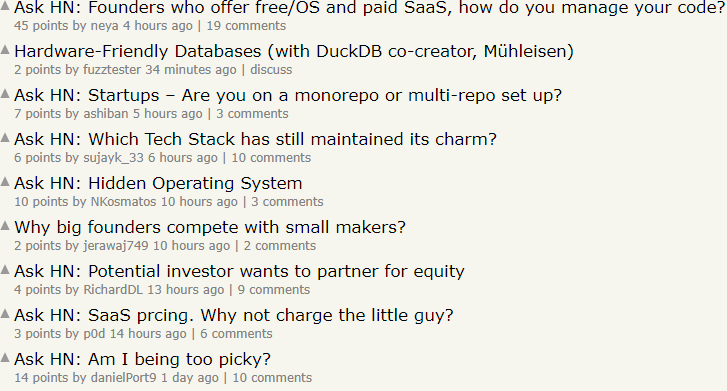 Ask HN: Founders who offer free/OS and paid SaaS, how do you manage your code?
45 points by neya 4 hours ago | 19 comments
Hardware-Friendly Databases (with DuckDB co-creator, Mühleisen)
2 points by fuzztester 34 minutes ago | discuss
Ask HN: Startups – Are you on a monorepo or multi-repo set up?
7 points by ashiban 5 hours ago | 3 comments
Ask HN: Which Tech Stack has still maintained its charm?
6 points by sujayk_33 6 hours ago | 10 comments
Ask HN: Hidden Operating System
10 points by NKosmatos 10 hours ago | 3 comments
Why big founders compete with small makers?
2 points by jerawaj749 10 hours ago | 2 comments
Ask HN: Potential investor wants to partner for equity
4 points by RichardDL 13 hours ago | 9 comments
Ask HN: SaaS prcing. Why not charge the little guy?
3 points by p0d 14 hours ago | 6 comments
Ask HN: Am I being too picky?
14 points by danielPort9 1 day ago | 10 comments